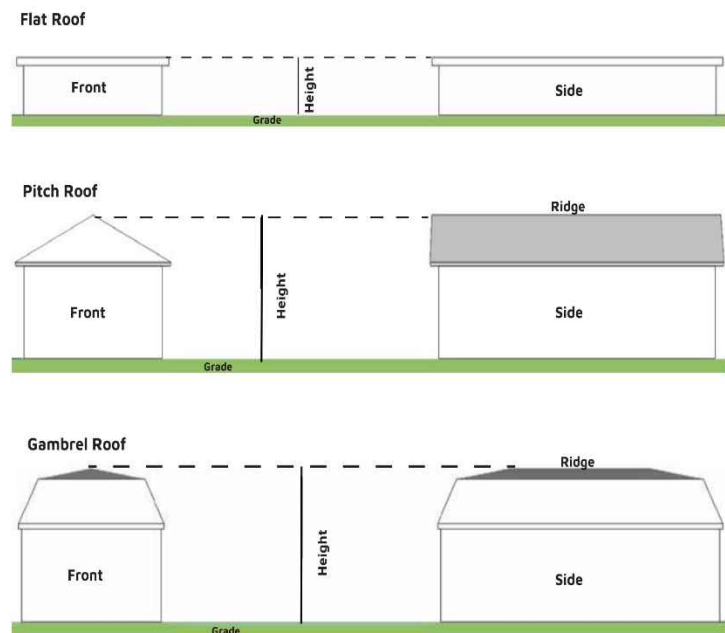 Flat Roof
Front
Height
Side
Grade
Pitch Roof
Ridge
Front
Height
Side
Grade
Gambrel Roof
Ridge
Front
Height
Side
Grade